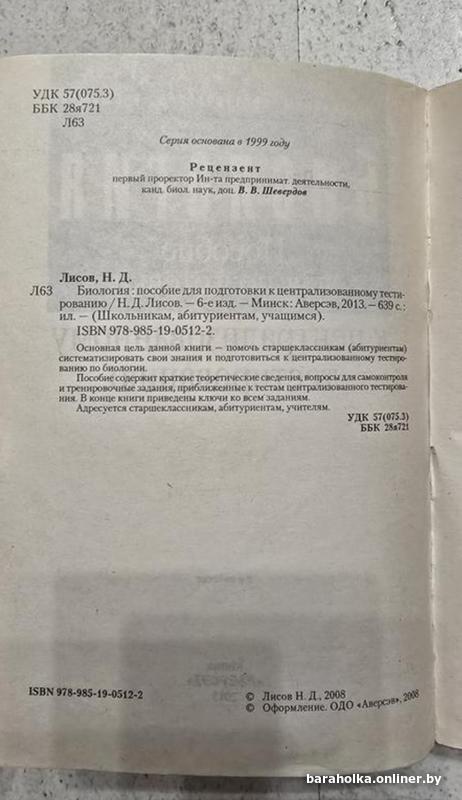 УДК 57(075.3)
ББК 28я721
Л63
Серия основана в 1999 году
Рецензент
первый проректор Ин-та предпринимат. деятельности,
канд. биол. наук, доц. В. В. Шевердов
Лисов, Н. Д.
Л63 Биология : пособие для подготовки к централизованному тести-
рованию / Н. Д. Лисов. — 6-е изд. — Минск : Аверсэв, 2013. — 639 с. :
ил. — (Школьникам, абитуриентам, учащимся).
ISBN 978-985-19-0512-2.
Основная цель данной книги — помочь старшеклассникам (абитуриентам)
систематизировать свои знания и подготовиться к централизованному тестиро-
ванию по биологии.
Пособие содержит краткие теоретические сведения, вопросы для самоконтроля
и тренировочные задания, приближенные к тестам централизованного тестирова-
ния. В конце книги приведены ключи ко всем заданиям.
Адресуется старшеклассникам, абитуриентам, учителям.
УДК 57(075.3)
ББК 28я721
ISBN 978-985-19-0512-2
© Лисов Н. Д., 2008
© Оформление. ОДО «Аверсэв», 2008
baraholka.onliner.by